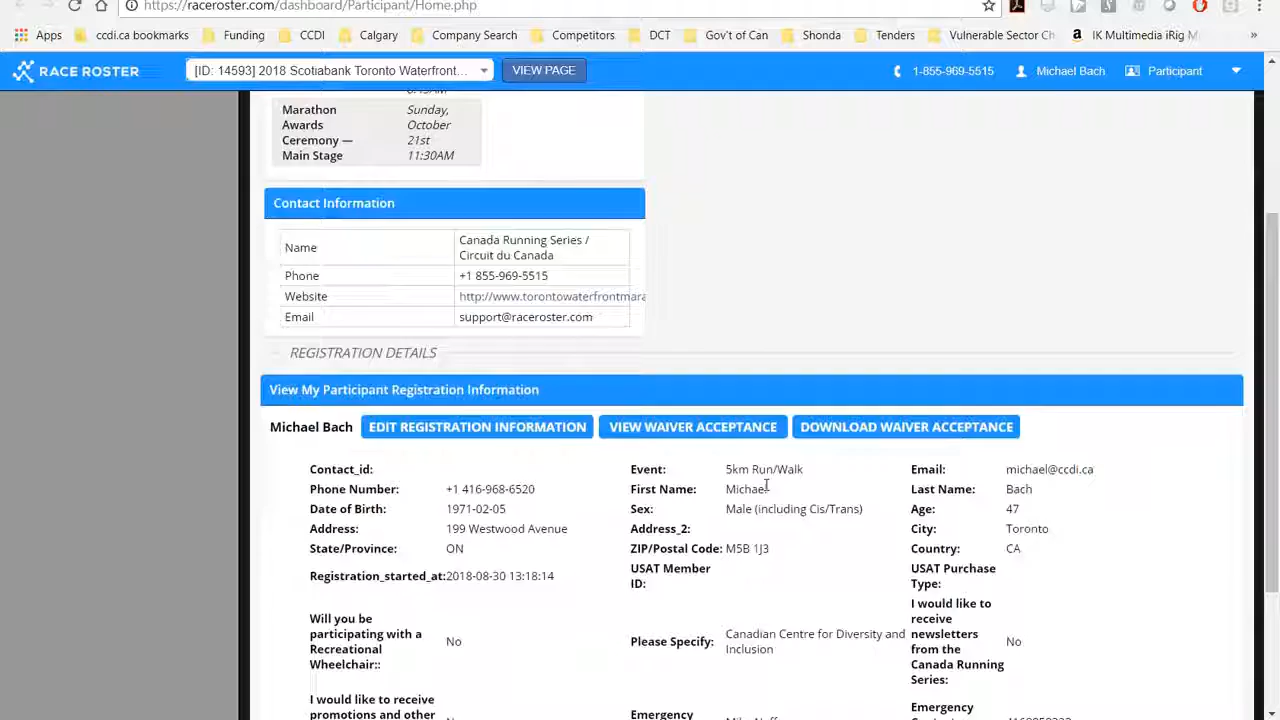 https://raceroster.com/dashboard/Participant/Home.php
Apps ccdi.ca bookmarks Funding CCDI Calgary Company Search Competitors DCT Gov't of Can Shonda Tenders Vulnerable Sector Ch IK Multimedia iRig M »
RACE ROSTER [ID: 14593] 2018 Scotiabank Toronto Waterfront... VIEW PAGE 1-855-969-5515 Michael Bach Participant
Marathon Sunday,
Awards October
Ceremony — 21st
Main Stage 11:30AM
Contact Information
Name Canada Running Series /
Circuit du Canada
Phone +1 855-969-5515
Website http://www.torontowaterfrontmara
Email support@raceroster.com
REGISTRATION DETAILS
View My Participant Registration Information
Michael Bach EDIT REGISTRATION INFORMATION VIEW WAIVER ACCEPTANCE DOWNLOAD WAIVER ACCEPTANCE
Contact_id: Event: 5km Run/Walk Email: michael@ccdi.ca
Phone Number: +1 416-968-6520 First Name: Michael Last Name: Bach
Date of Birth: 1971-02-05 Sex: Male (including Cis/Trans) Age: 47
Address: 199 Westwood Avenue Address_2: City: Toronto
State/Province: ON ZIP/Postal Code: M5B 1J3 Country: CA
Registration_started_at: 2018-08-30 13:18:14 USAT Member
ID:
USAT Purchase
Type:
Will you be
participating with a
Recreational
Wheelchair::
No
Please Specify: Canadian Centre for Diversity and
Inclusion
I would like to
receive
newsletters
from the
Canada Running
Series:
No
I would like to receive
promotions and other
Emergency
Emergency